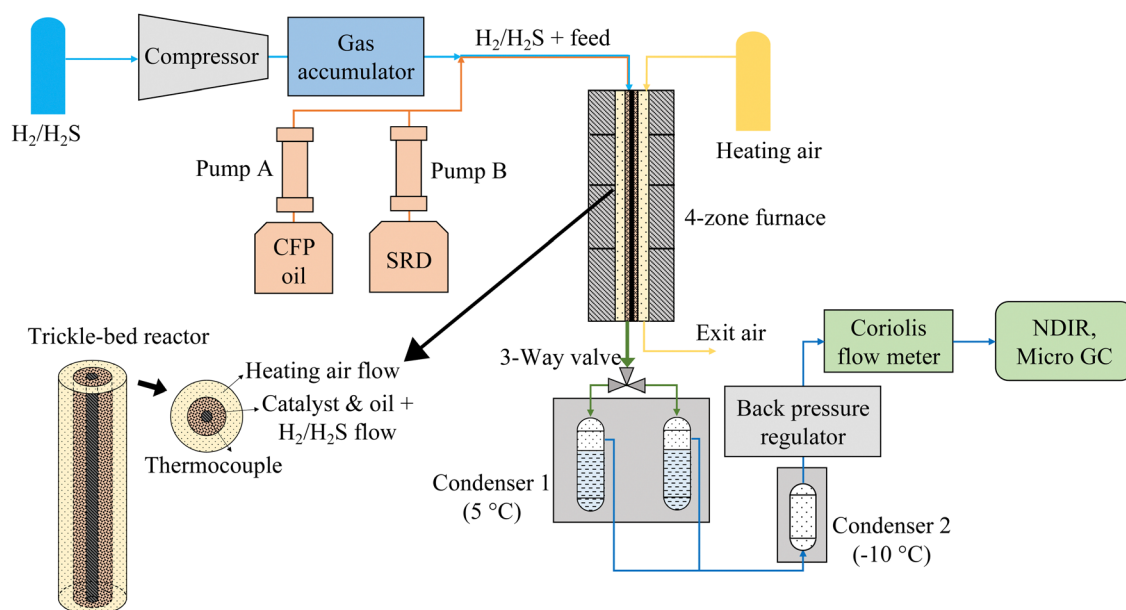 H₂/H₂S
Compressor
Gas
accumulator
H₂/H₂S + feed
Heating air
Pump A
Pump B
CFP
oil
SRD
4-zone furnace
Trickle-bed reactor
Heating air flow
Catalyst & oil +
H₂/H₂S flow
Thermocouple
3-Way valve
Exit air
Condenser 1
(5 °C)
Condenser 2
(-10 °C)
Back pressure
regulator
Coriolis
flow meter
NDIR,
Micro GC